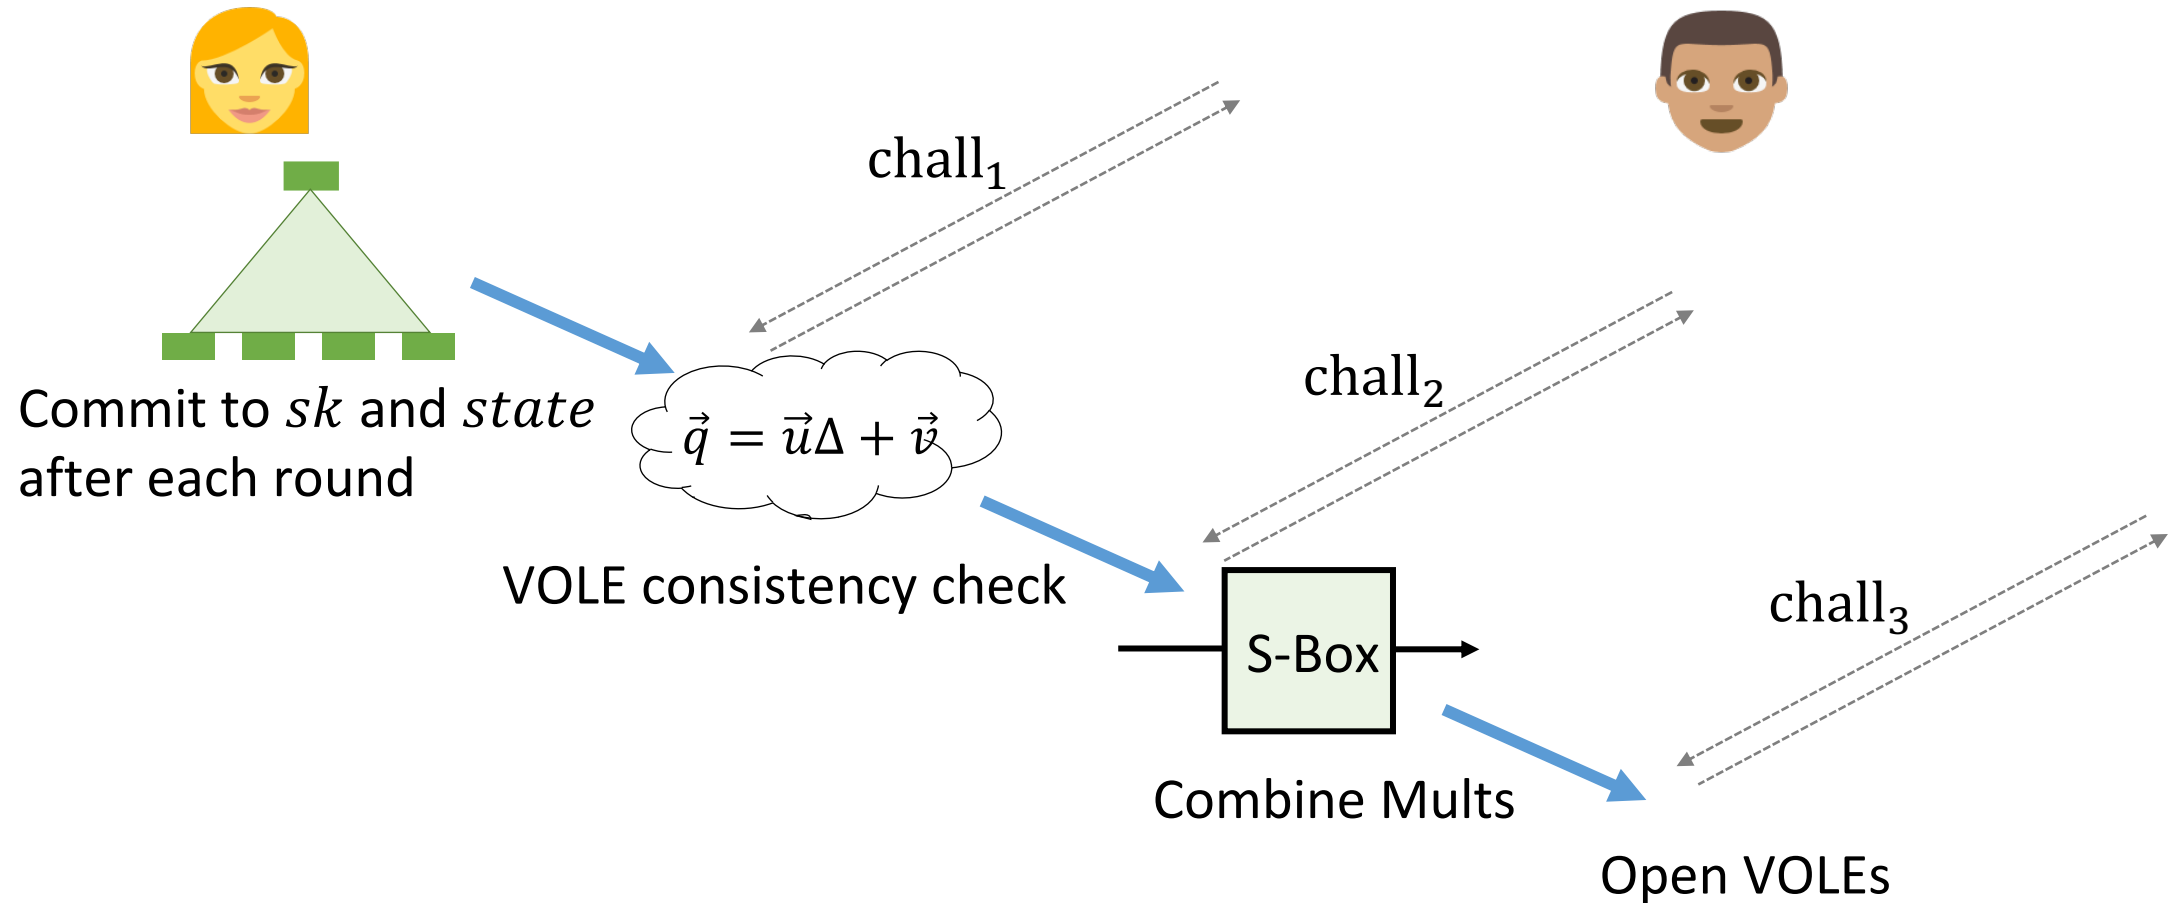 chall₁
chall₂
Commit to sk and state
after each round
q⃗ = u⃗Δ + v⃗
VOLE consistency check
chall₃
S-Box
Combine Mults
Open VOLEs